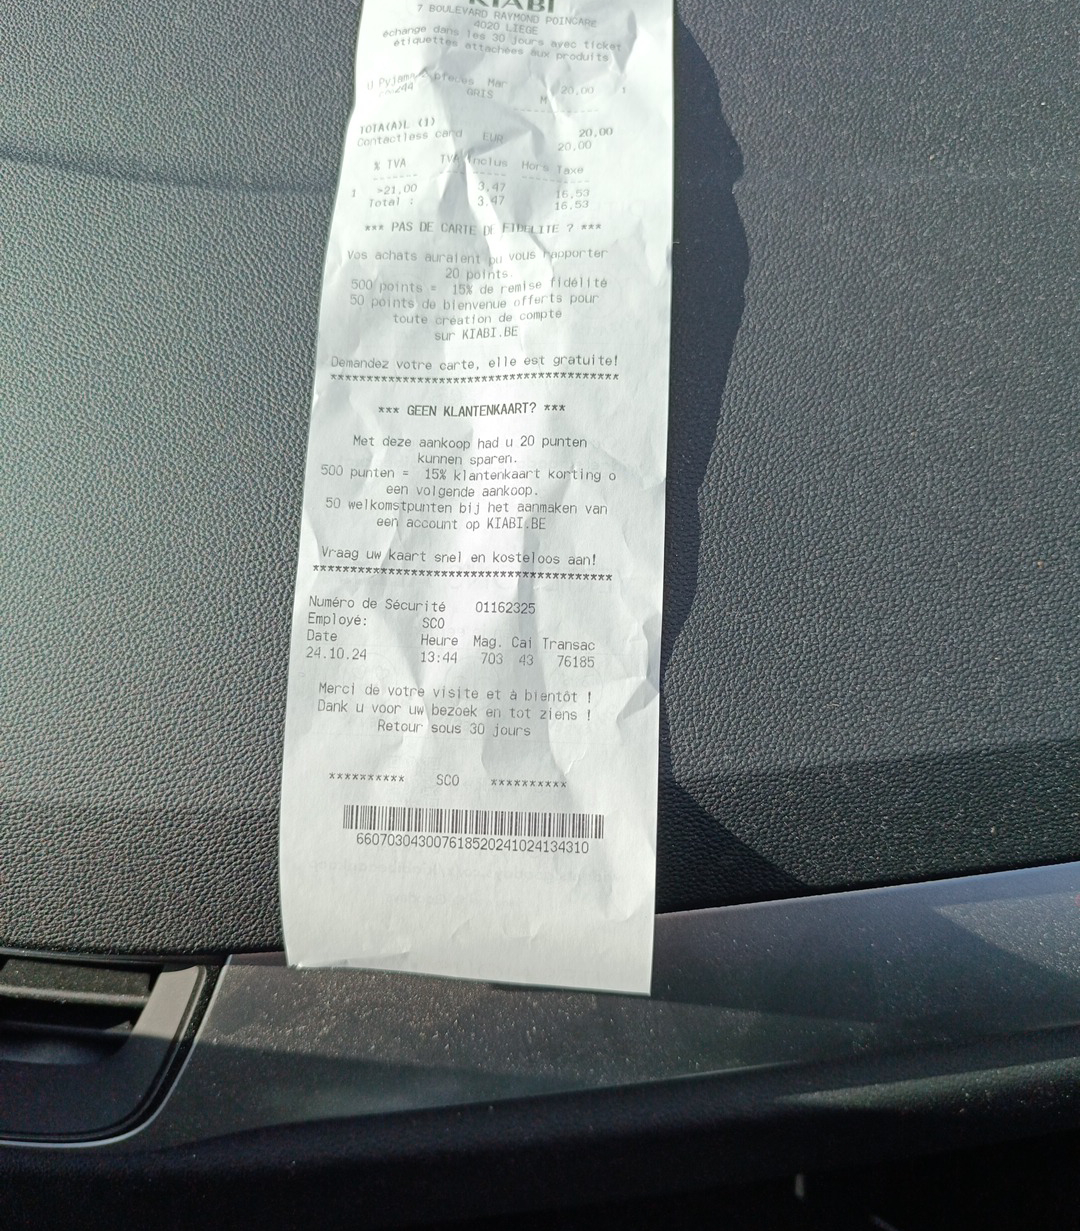 KIABI
7 BOULEVARD RAYMOND POINCARE
4020 LIEGE
échange dans les 30 jours avec ticket
étiquettes attachées aux produits
U Pyjama pièces Mar 20,00 1
GRIS M
TOTA(A)L (1) 20,00
Contactless card EUR 20,00
% TVA TVA Inclus Hors Taxe
1 >21,00 3,47 16,53
Total : 3,47 16,53
*** PAS DE CARTE DE FIDELITE ? ***
Vos achats auraient pu vous rapporter
20 points.
500 points = 15% de remise fidélité
50 points de bienvenue offerts pour
toute création de compte
sur KIABI.BE
Demandez votre carte, elle est gratuite!
****************************************
*** GEEN KLANTENKAART? ***
Met deze aankoop had u 20 punten
kunnen sparen.
500 punten = 15% klantenkaart korting o
een volgende aankoop.
50 welkomstpunten bij het aanmaken van
een account op KIABI.BE
Vraag uw kaart snel en kosteloos aan!
****************************************
Numéro de Sécurité 01162325
Employé: SCO
Date Heure Mag. Cai Transac
24.10.24 13:44 703 43 76185
Merci de votre visite et à bientôt !
Dank u voor uw bezoek en tot ziens !
Retour sous 30 jours
********** SCO **********
660703043007618520241024134310